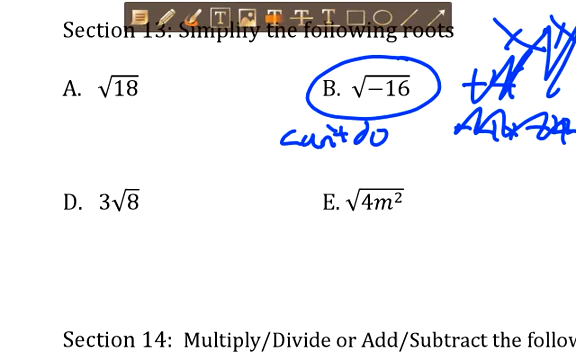 Section 13: Simplify the following roots
A. √18
B. √−16
can't do
D. 3√8
E. √4m²
Section 14: Multiply/Divide or Add/Subtract the follow